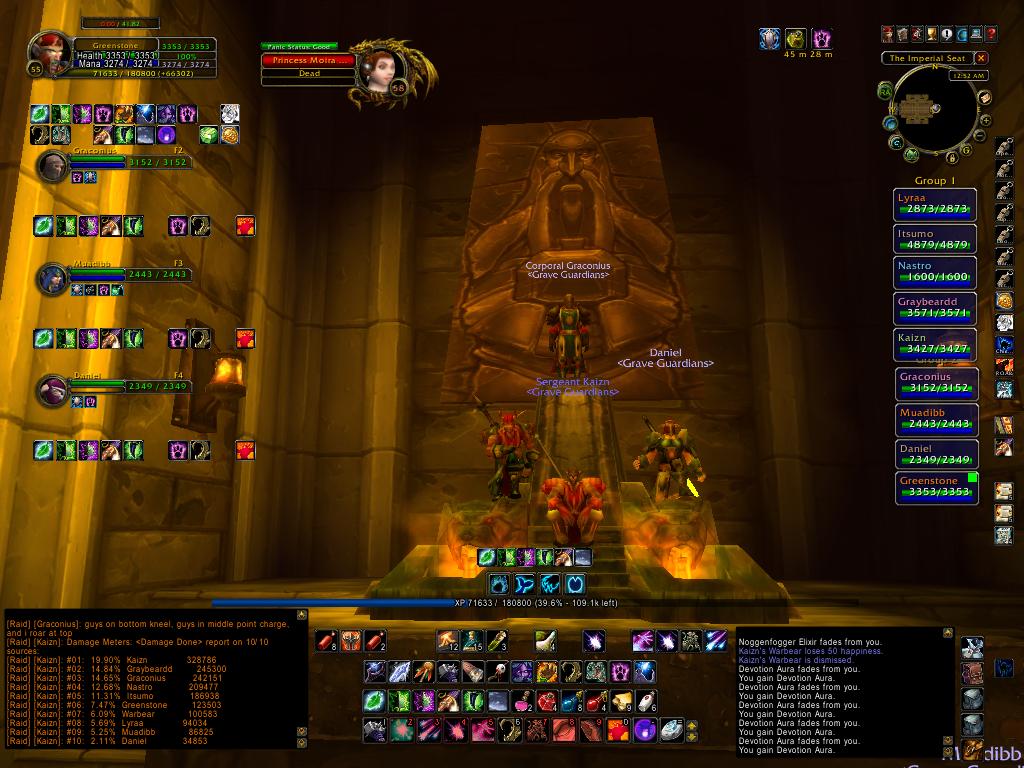 0.00 / 41.82
Greenstone 3353 / 3353
Health 3353 / 3353 100%
Mana 3274 / 3274 3274 / 3274
55 71633 / 180800 (+66302)
Panic Status: Good
Princess Moira ...
Dead
58
45 m 28 m
The Imperial Seat
12:52 AM
Graconius F2
3152 / 3152
Muadibb F3
2443 / 2443
Daniel F4
2349 / 2349
Group 1
Lyraa
2873/2873
Itsumo
4879/4879
Nastro
1600/1600
Graybeardd
3571/3571
Kaizn
3427/3427
Graconius
3152/3152
Muadibb
2443/2443
Daniel
2349/2349
Greenstone
3353/3353
Corporal Graconius
<Grave Guardians>
Daniel
<Grave Guardians>
Sergeant Kaizn
<Grave Guardians>
XP 71633 / 180800 (39.6% - 109.1k left)
[Raid] [Graconius]: guys on bottom kneel, guys in middle point charge,
and i roar at top
[Raid] [Kaizn]: Damage Meters: <Damage Done> report on 10/10
sources:
[Raid] [Kaizn]: #01: 19.90% Kaizn 328786
[Raid] [Kaizn]: #02: 14.84% Graybeardd 245300
[Raid] [Kaizn]: #03: 14.65% Graconius 242151
[Raid] [Kaizn]: #04: 12.68% Nastro 209477
[Raid] [Kaizn]: #05: 11.31% Itsumo 186938
[Raid] [Kaizn]: #06: 7.47% Greenstone 123503
[Raid] [Kaizn]: #07: 6.09% Warbear 100583
[Raid] [Kaizn]: #08: 5.69% Lyraa 94034
[Raid] [Kaizn]: #09: 5.25% Muadibb 86825
[Raid] [Kaizn]: #10: 2.11% Daniel 34853
Noggenfogger Elixir fades from you.
Kaizn's Warbear loses 50 happiness.
Kaizn's Warbear is dismissed.
Devotion Aura fades from you.
You gain Devotion Aura.
Devotion Aura fades from you.
You gain Devotion Aura.
Devotion Aura fades from you.
You gain Devotion Aura.
Devotion Aura fades from you.
You gain Devotion Aura.
Devotion Aura fades from you.
You gain Devotion Aura.